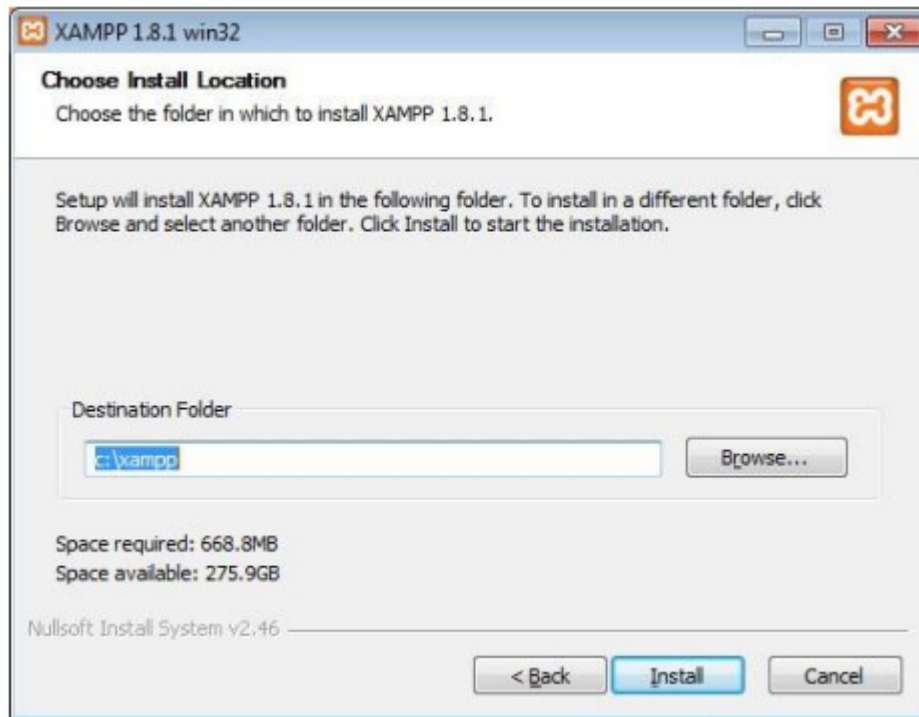 XAMPP 1.8.1 win32
Choose Install Location
Choose the folder in which to install XAMPP 1.8.1.
Setup will install XAMPP 1.8.1 in the following folder. To install in a different folder, click
Browse and select another folder. Click Install to start the installation.
Destination Folder
c:\xampp
Browse...
Space required: 668.8MB
Space available: 275.9GB
Nullsoft Install System v2.46
< Back
Install
Cancel